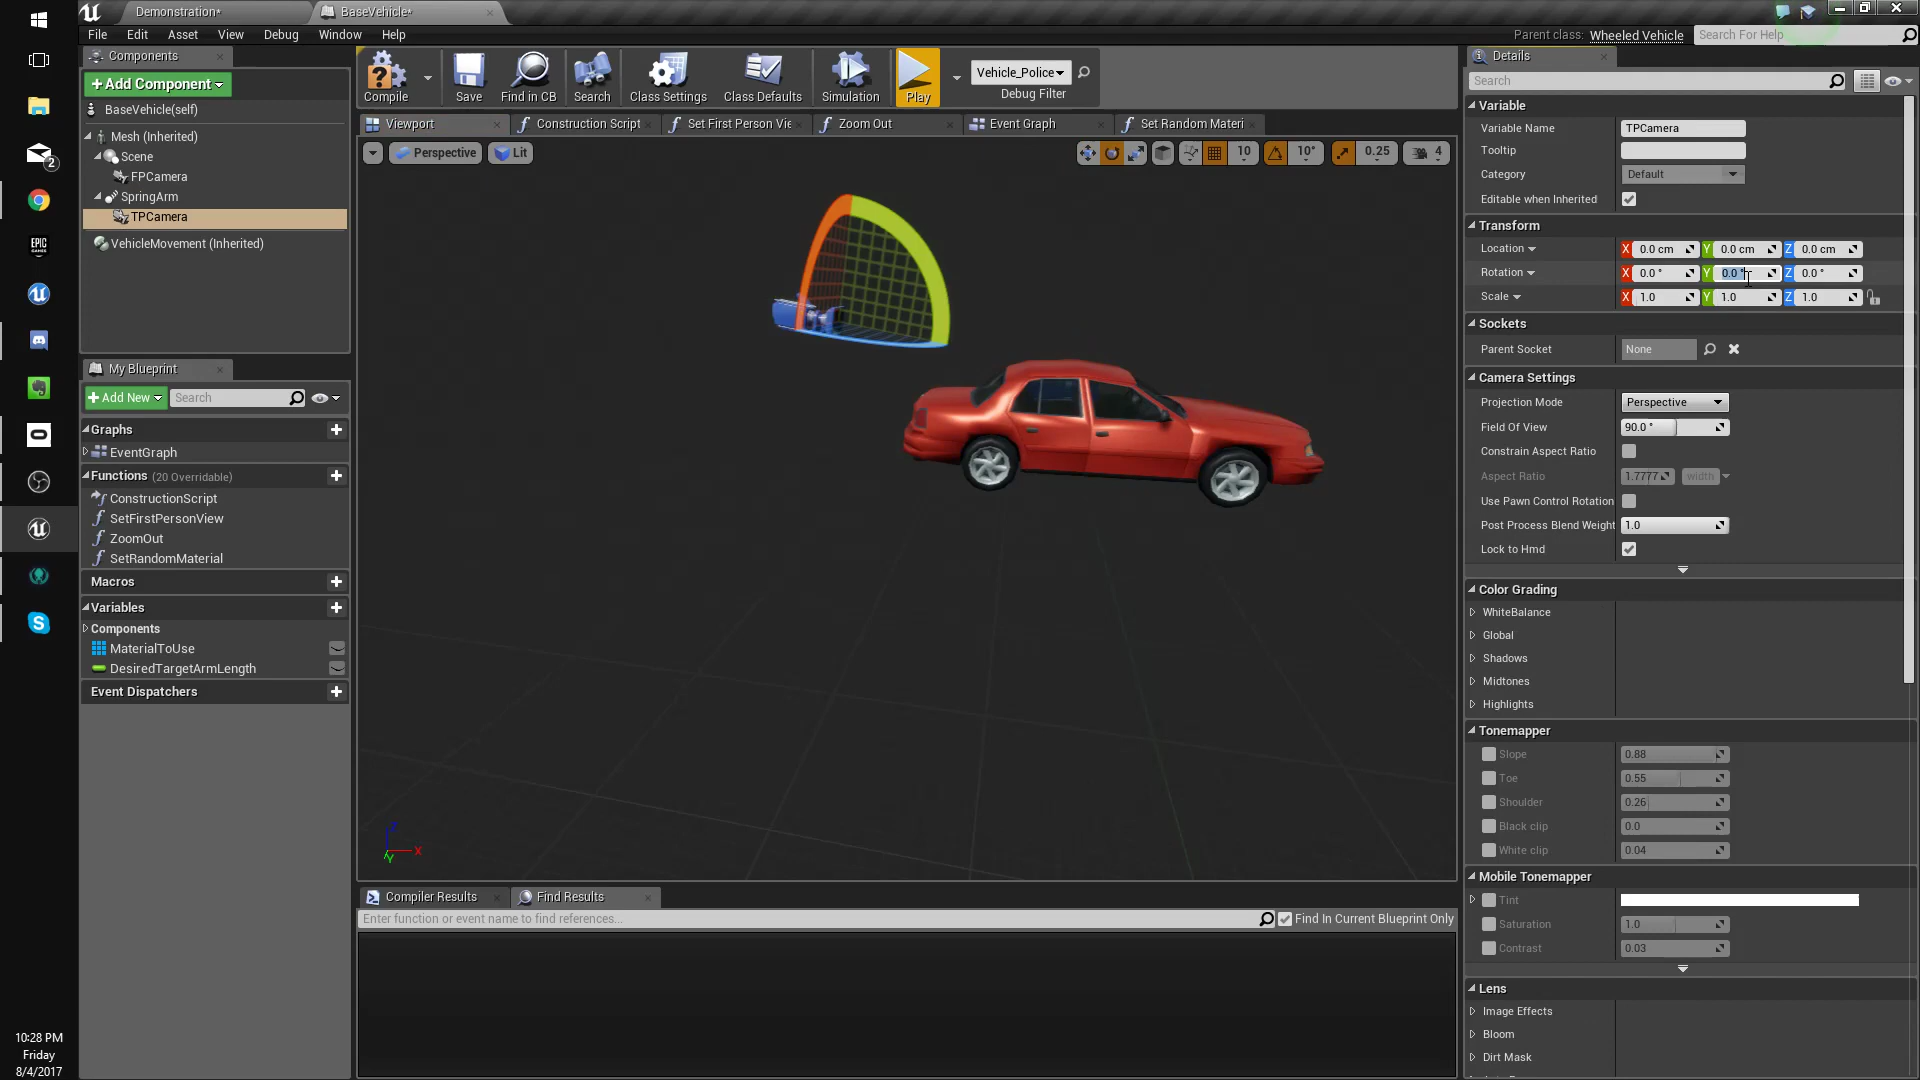 Demonstration*
BaseVehicle*
File Edit Asset View Debug Window Help
Parent class: Wheeled Vehicle
Search For Help
Components
+Add Component
BaseVehicle(self)
Mesh (Inherited)
Scene
FPCamera
SpringArm
TPCamera
VehicleMovement (Inherited)
My Blueprint
+Add New
Search
Graphs
EventGraph
Functions (20 Overridable)
ConstructionScript
SetFirstPersonView
ZoomOut
SetRandomMaterial
Macros
Variables
Components
MaterialToUse
DesiredTargetArmLength
Event Dispatchers
Compile
Save
Find in CB
Search
Class Settings
Class Defaults
Simulation
Play
Vehicle_Police
Debug Filter
Viewport
Construction Script
Set First Person Vie
Zoom Out
Event Graph
Set Random Materi
Perspective
Lit
10
10°
0.25
4
Z
X
Y
Compiler Results
Find Results
Enter function or event name to find references...
Find In Current Blueprint Only
Details
Search
Variable
Variable Name TPCamera
Tooltip
Category Default
Editable when Inherited
Transform
Location X 0.0 cm Y 0.0 cm Z 0.0 cm
Rotation X 0.0 ° Y 0.0 ° Z 0.0 °
Scale X 1.0 Y 1.0 Z 1.0
Sockets
Parent Socket None
Camera Settings
Projection Mode Perspective
Field Of View 90.0 °
Constrain Aspect Ratio
Aspect Ratio 1.7777 width
Use Pawn Control Rotation
Post Process Blend Weight 1.0
Lock to Hmd
Color Grading
WhiteBalance
Global
Shadows
Midtones
Highlights
Tonemapper
Slope 0.88
Toe 0.55
Shoulder 0.26
Black clip 0.0
White clip 0.04
Mobile Tonemapper
Tint
Saturation 1.0
Contrast 0.03
Lens
Image Effects
Bloom
Dirt Mask
2
EPIC
GAMES
10:28 PM
Friday
8/4/2017